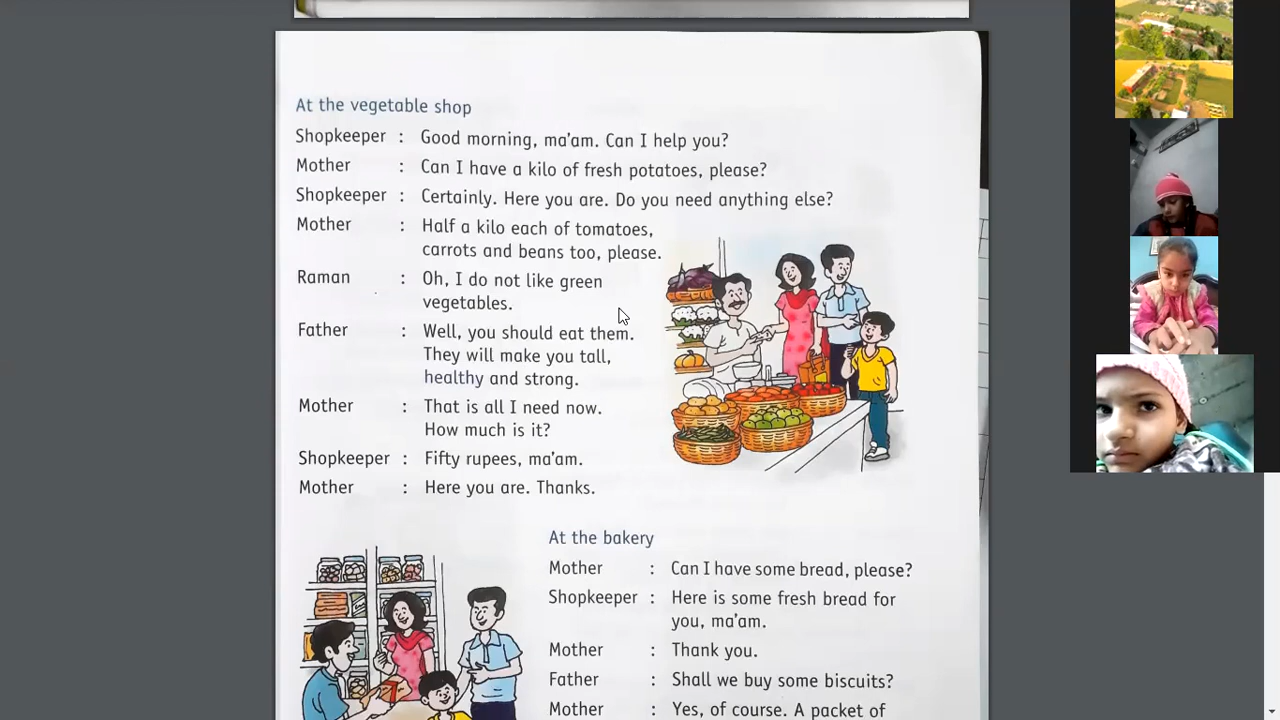 At the vegetable shop
Shopkeeper : Good morning, ma'am. Can I help you?
Mother : Can I have a kilo of fresh potatoes, please?
Shopkeeper : Certainly. Here you are. Do you need anything else?
Mother : Half a kilo each of tomatoes,
carrots and beans too, please.
Raman : Oh, I do not like green
vegetables.
Father : Well, you should eat them.
They will make you tall,
healthy and strong.
Mother : That is all I need now.
How much is it?
Shopkeeper : Fifty rupees, ma'am.
Mother : Here you are. Thanks.
At the bakery
Mother : Can I have some bread, please?
Shopkeeper : Here is some fresh bread for
you, ma'am.
Mother : Thank you.
Father : Shall we buy some biscuits?
Mother : Yes, of course. A packet of